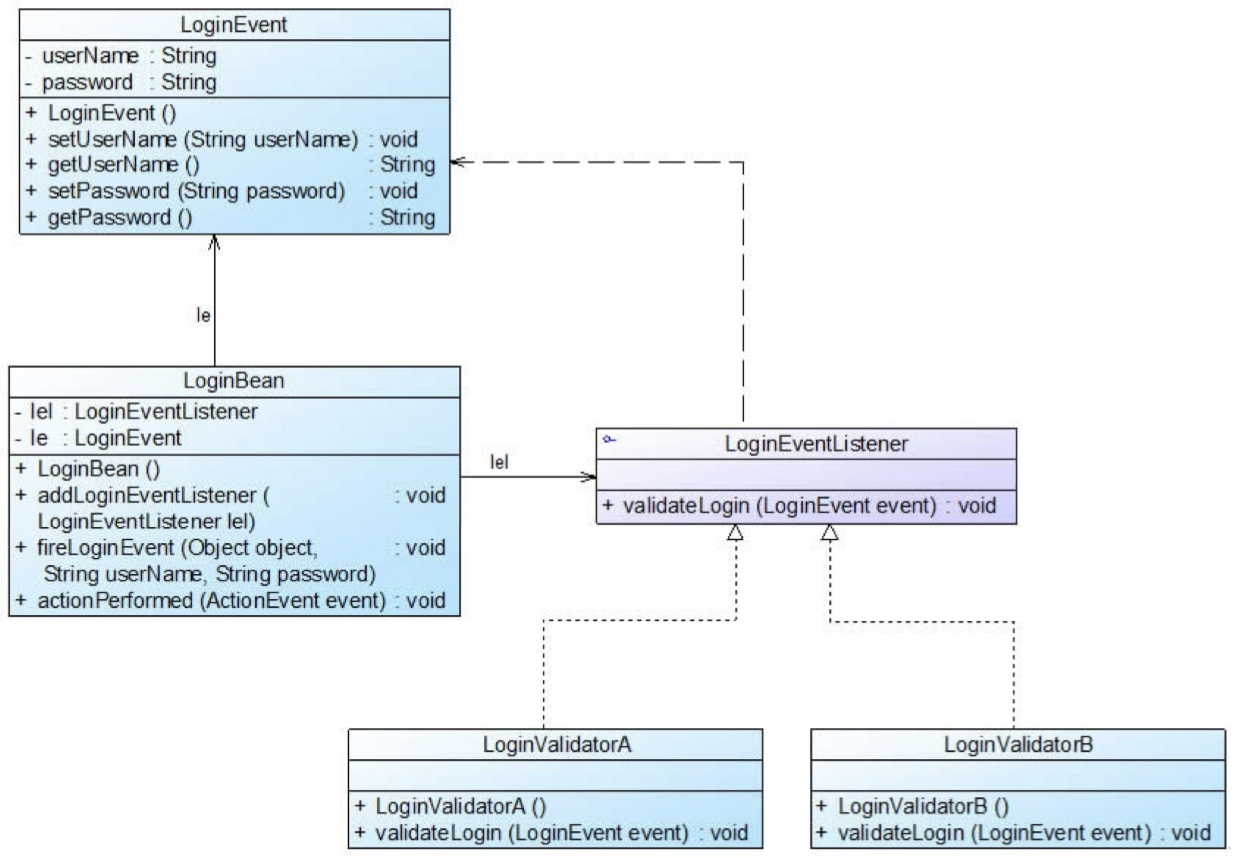 LoginEvent
- userName : String
- password : String
+ LoginEvent ()
+ setUserName (String userName) : void
+ getUserName () : String
+ setPassword (String password) : void
+ getPassword () : String
le
LoginBean
- lel : LoginEventListener
- le : LoginEvent
+ LoginBean ()
+ addLoginEventListener ( : void
LoginEventListener lel)
+ fireLoginEvent (Object object, : void
String userName, String password)
+ actionPerformed (ActionEvent event) : void
lel
LoginEventListener
+ validateLogin (LoginEvent event) : void
LoginValidatorA
+ LoginValidatorA ()
+ validateLogin (LoginEvent event) : void
LoginValidatorB
+ LoginValidatorB ()
+ validateLogin (LoginEvent event) : void